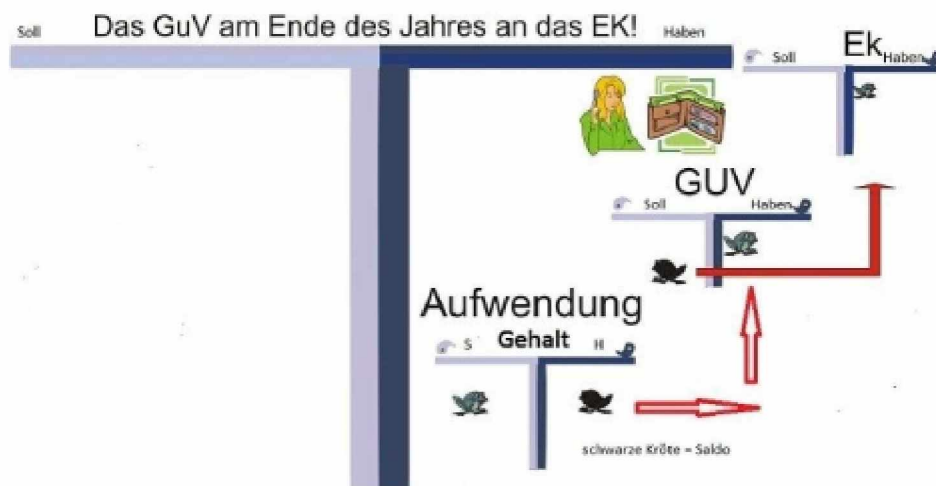 Soll Das GuV am Ende des Jahres an das EK! Haben
Ek
Soll Haben
GUV
Soll Haben
Aufwendung
Gehalt
S H
schwarze Kröte = Saldo